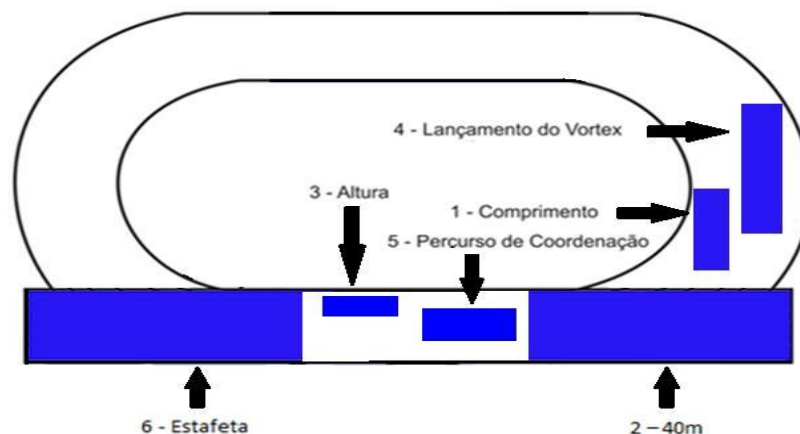 4 - Lançamento do Vortex
3 - Altura
1 - Comprimento
5 - Percurso de Coordenação
6 - Estafeta
2 – 40m